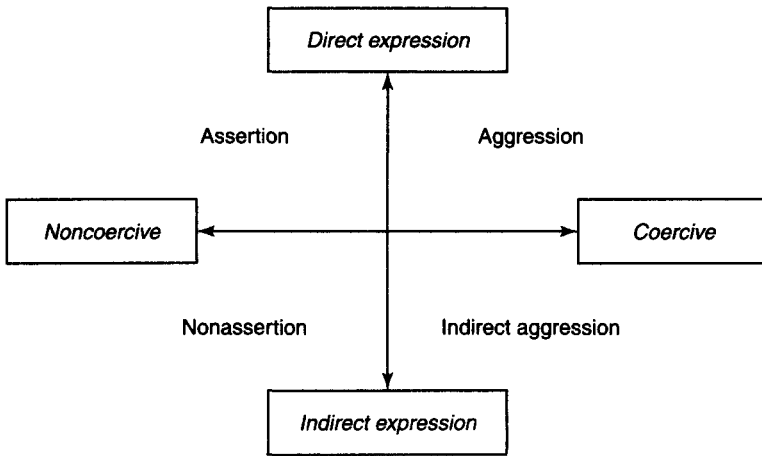 Direct expression
Assertion
Aggression
Noncoercive
Coercive
Nonassertion
Indirect aggression
Indirect expression